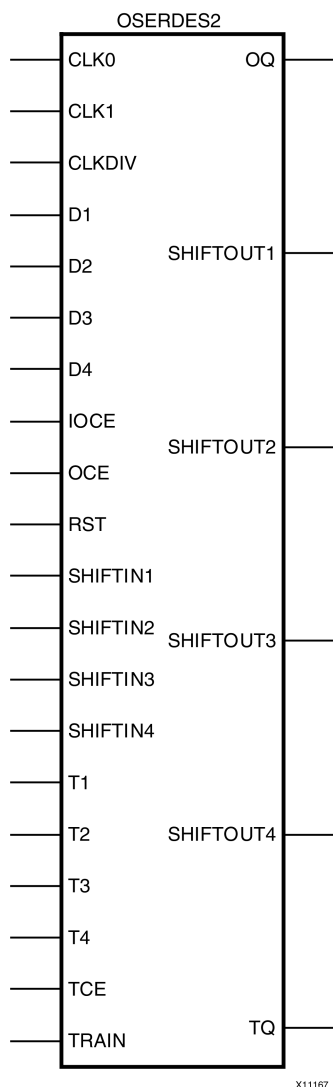 OSERDES2
CLK0 OQ
CLK1
CLKDIV
D1
SHIFTOUT1
D2
D3
D4
IOCE
SHIFTOUT2
OCE
RST
SHIFTIN1
SHIFTIN2
SHIFTOUT3
SHIFTIN3
SHIFTIN4
T1
T2 SHIFTOUT4
T3
T4
TCE
TQ
TRAIN
X11167